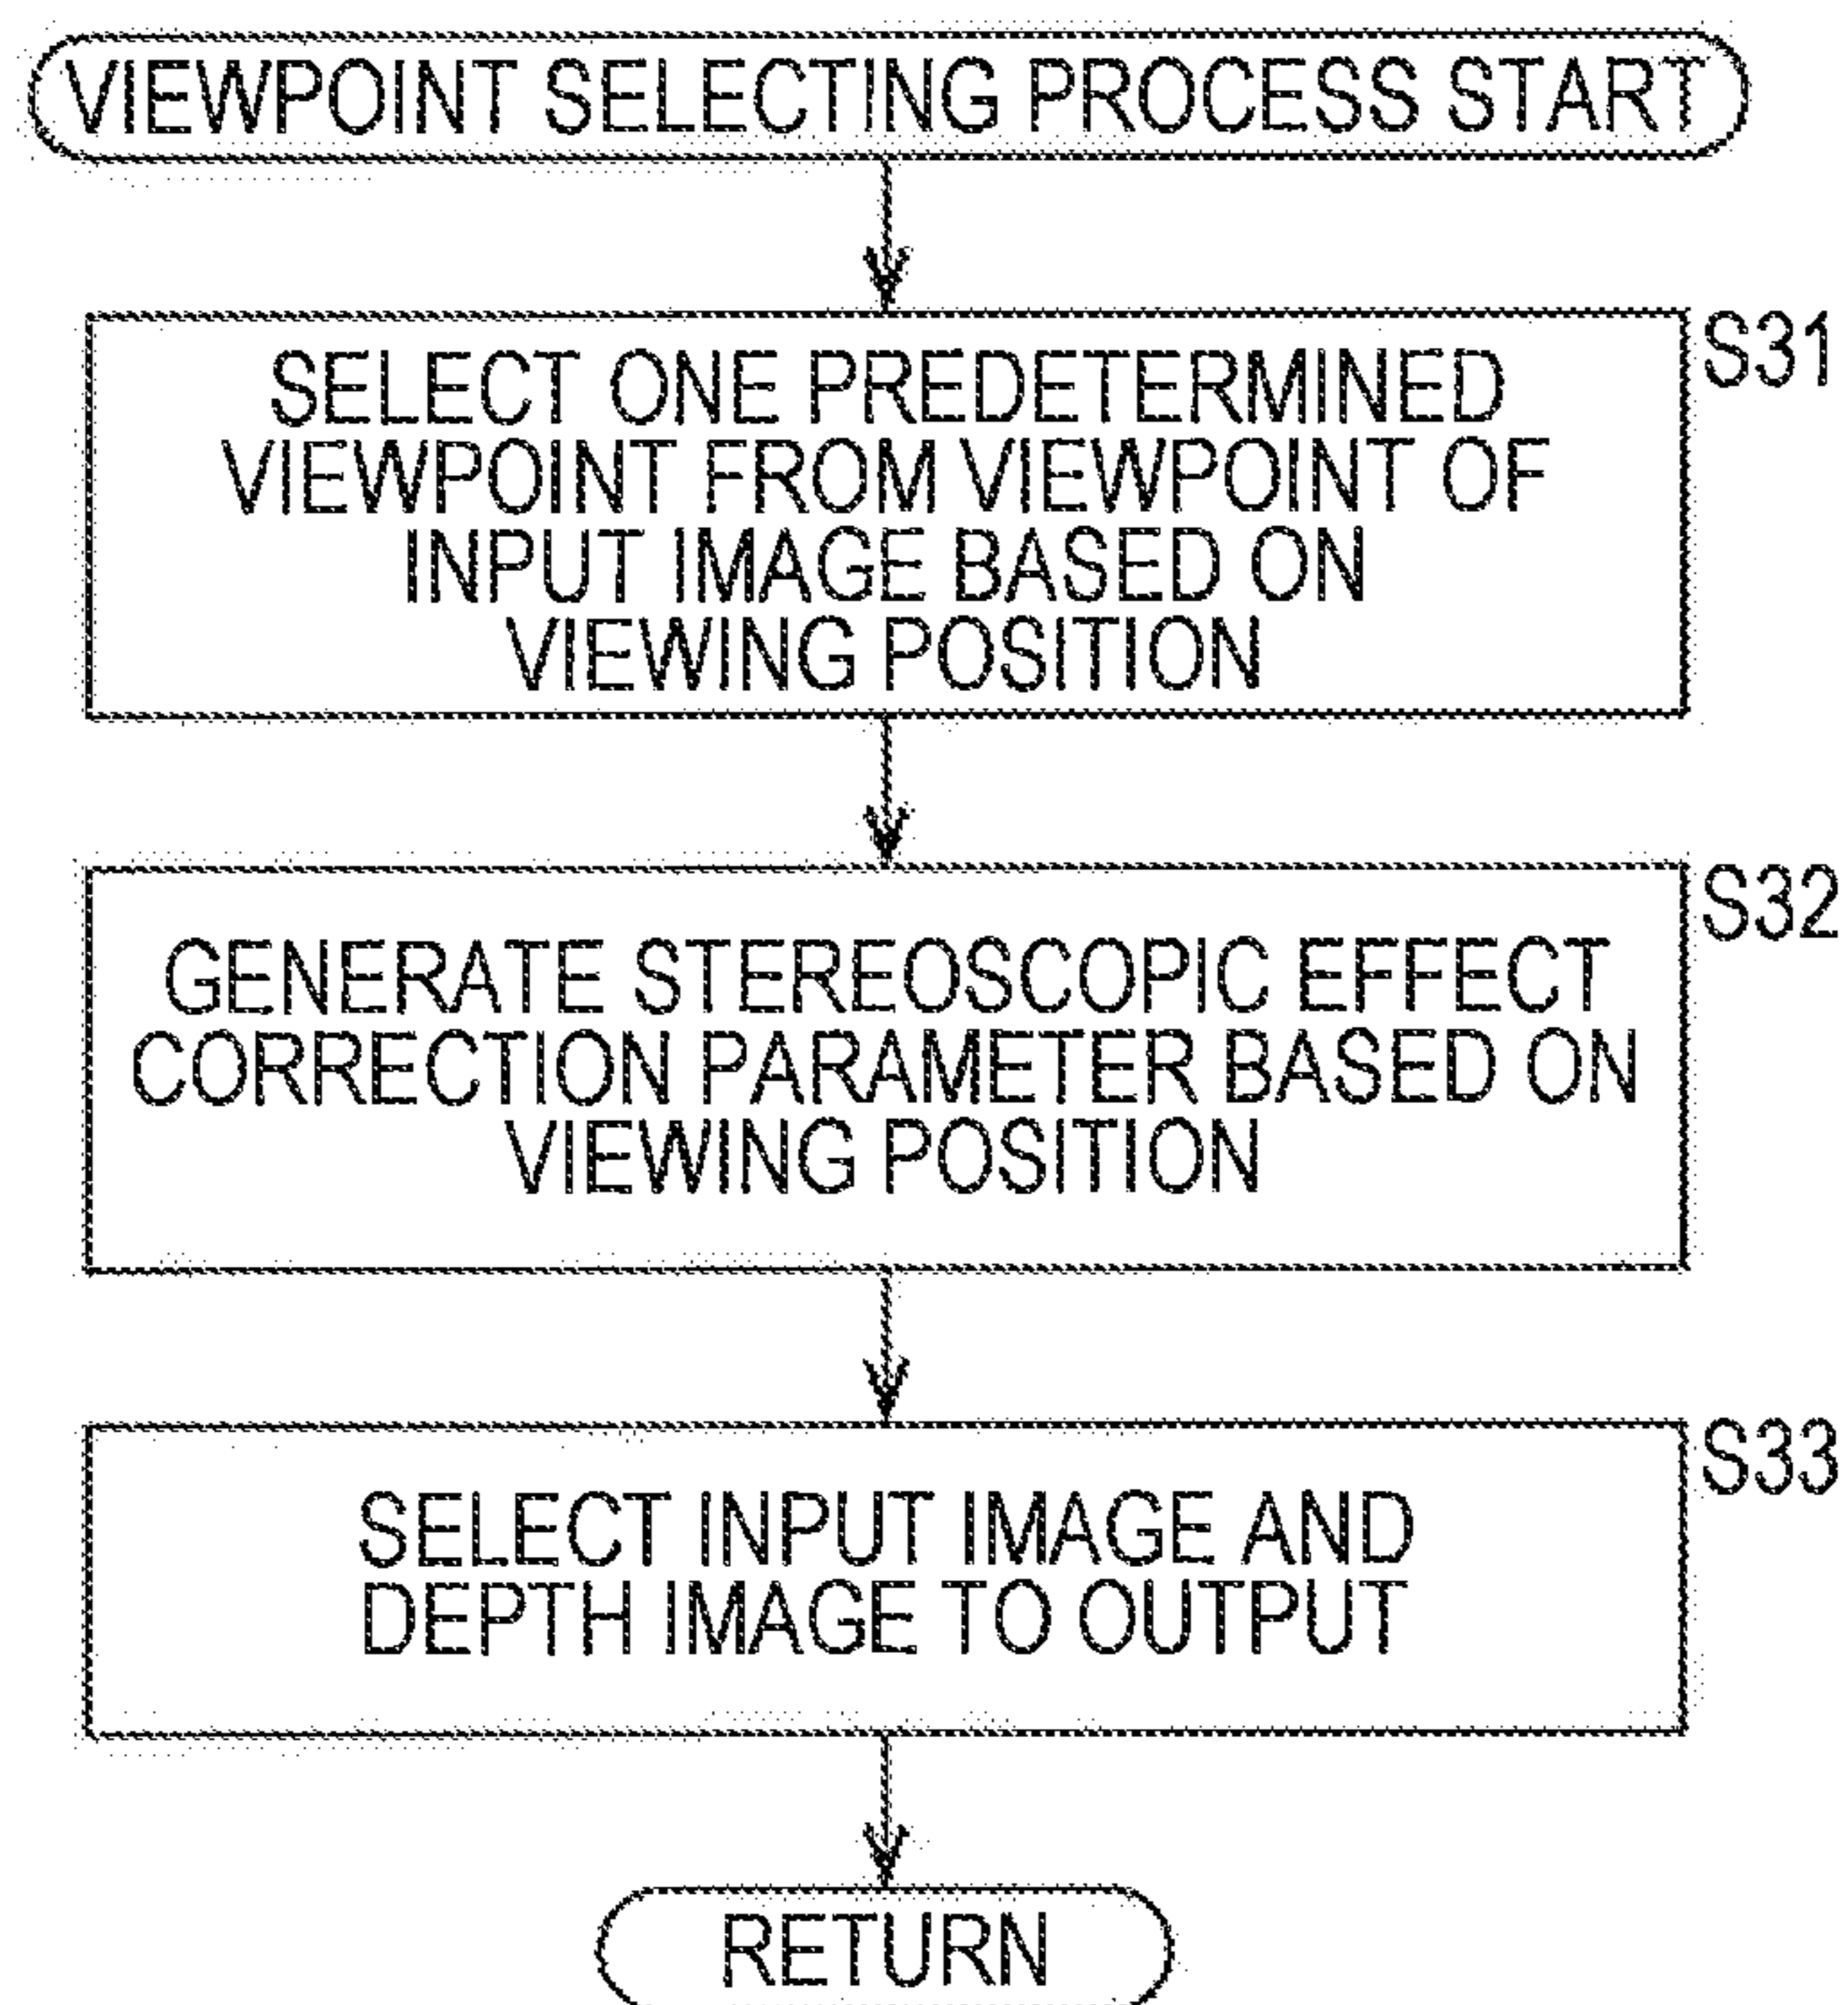 VIEWPOINT SELECTING PROCESS START
S31
SELECT ONE PREDETERMINED
VIEWPOINT FROM VIEWPOINT OF
INPUT IMAGE BASED ON
VIEWING POSITION
S32
GENERATE STEREOSCOPIC EFFECT
CORRECTION PARAMETER BASED ON
VIEWING POSITION
S33
SELECT INPUT IMAGE AND
DEPTH IMAGE TO OUTPUT
RETURN